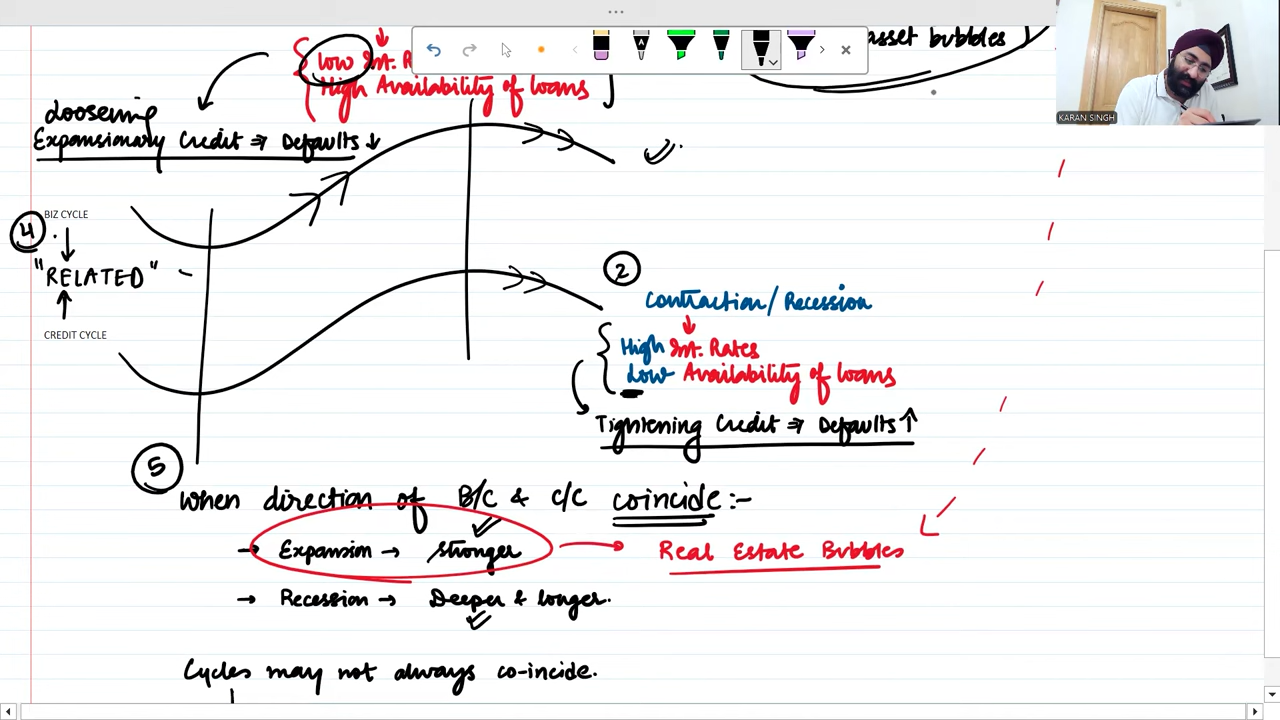 asset bubbles ↓
Low Int. R
High Availability of loans
KARAN SINGH
Loosening
Expansionary Credit ⇒ Defaults ↓
BIZ CYCLE
4
"RELATED"
CREDIT CYCLE
2
Contraction/Recession
High Int. Rates
Low Availability of loans
Tightening Credit ⇒ Defaults ↑
5
When direction of B/C & C/C coincide:-
→ Expansion → stronger → Real Estate Bubbles
→ Recession → Deeper & longer.
Cycles may not always co-incide.